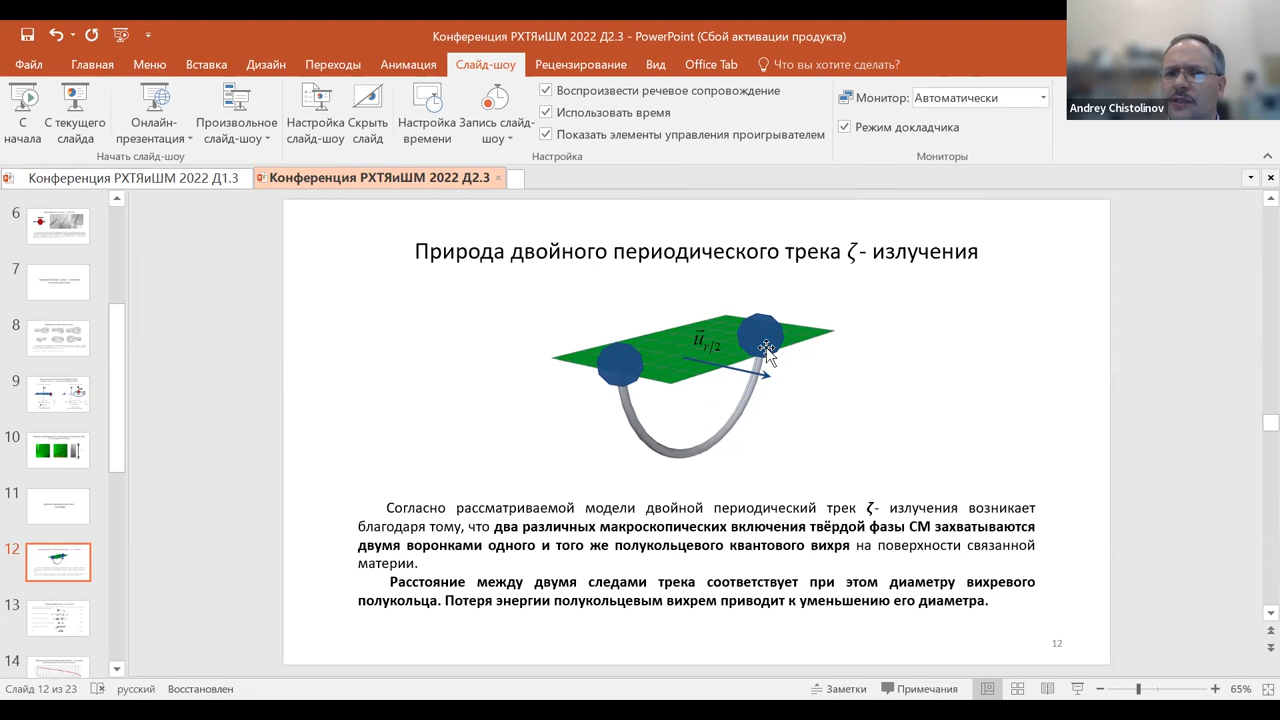 Конференция РХТЯиШМ 2022 Д2.3 - PowerPoint (Сбой активации продукта)
Andrey Chistolinov
Файл Главная Меню Вставка Дизайн Переходы Анимация Слайд-шоу Рецензирование Вид Office Tab Что вы хотите сделать?
С начала
С текущего слайда
Онлайн-презентация
Произвольное слайд-шоу
Начать слайд-шоу
Настройка слайд-шоу
Скрыть слайд
Настройка времени
Запись слайд-шоу
Воспроизвести речевое сопровождение
Использовать время
Показать элементы управления проигрывателем
Настройка
Монитор: Автоматически
Режим докладчика
Мониторы
Конференция РХТЯиШМ 2022 Д1.3
Конференция РХТЯиШМ 2022 Д2.3
6
7
8
9
10
11
12
13
14
Природа двойного периодического трека ζ - излучения
u r/2
Согласно рассматриваемой модели двойной периодический трек ζ- излучения возникает
благодаря тому, что два различных макроскопических включения твёрдой фазы СМ захватываются
двумя воронками одного и того же полукольцевого квантового вихря на поверхности связанной
материи.
Расстояние между двумя следами трека соответствует при этом диаметру вихревого
полукольца. Потеря энергии полукольцевым вихрем приводит к уменьшению его диаметра.
12
Слайд 12 из 23 русский Восстановлен Заметки Примечания 65%